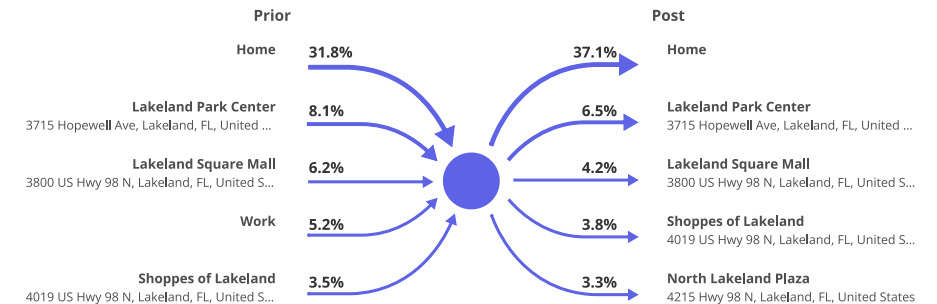 Prior
Post
Home
31.8%
37.1%
Home
Lakeland Park Center
3715 Hopewell Ave, Lakeland, FL, United ...
8.1%
6.5%
Lakeland Park Center
3715 Hopewell Ave, Lakeland, FL, United ...
Lakeland Square Mall
3800 US Hwy 98 N, Lakeland, FL, United S...
6.2%
4.2%
Lakeland Square Mall
3800 US Hwy 98 N, Lakeland, FL, United S...
Work
5.2%
3.8%
Shoppes of Lakeland
4019 US Hwy 98 N, Lakeland, FL, United S...
Shoppes of Lakeland
4019 US Hwy 98 N, Lakeland, FL, United S...
3.5%
3.3%
North Lakeland Plaza
4215 Hwy 98 N, Lakeland, FL, United States